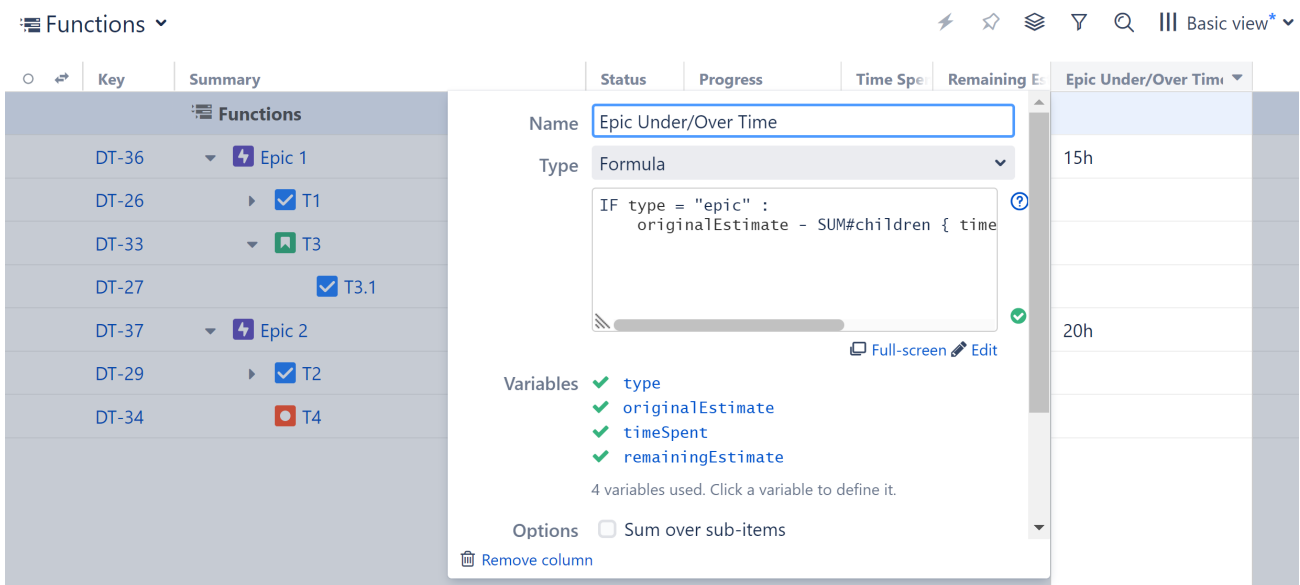 Functions
Basic view*
Key Summary Status Progress Time Spe Remaining Es Epic Under/Over Time
Functions
Name Epic Under/Over Time
DT-36 Epic 1 15h
Type Formula
DT-26 T1
IF type = "epic" :
originalEstimate - SUM#children { time
DT-33 T3
DT-27 T3.1
DT-37 Epic 2 20h
Full-screen Edit
DT-29 T2
Variables type
originalEstimate
DT-34 T4
timeSpent
remainingEstimate
4 variables used. Click a variable to define it.
Options Sum over sub-items
Remove column